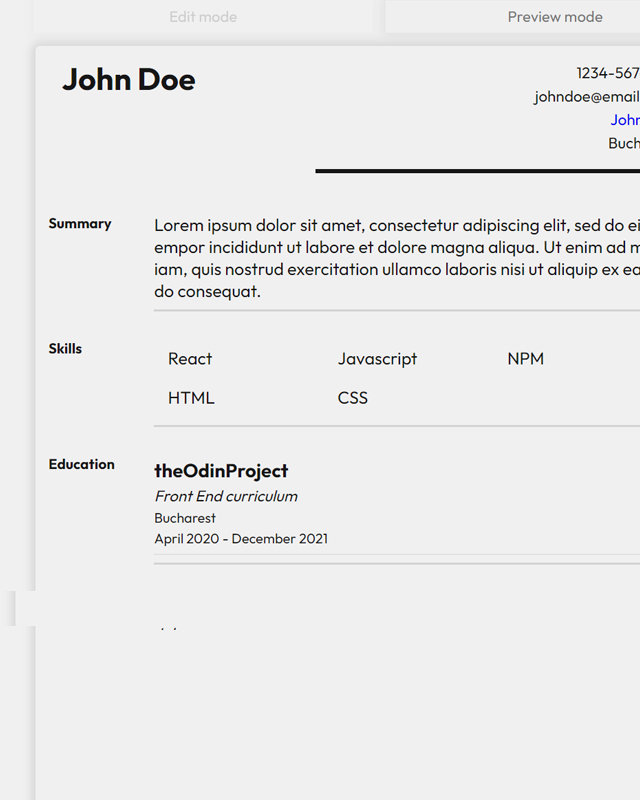 Edit mode
Preview mode
John Doe
1234-567
johndoe@email
John
Buch
Summary
Lorem ipsum dolor sit amet, consectetur adipiscing elit, sed do ei
empor incididunt ut labore et dolore magna aliqua. Ut enim ad m
iam, quis nostrud exercitation ullamco laboris nisi ut aliquip ex ea
do consequat.
Skills
React
Javascript
NPM
HTML
CSS
Education
theOdinProject
Front End curriculum
Bucharest
April 2020 - December 2021